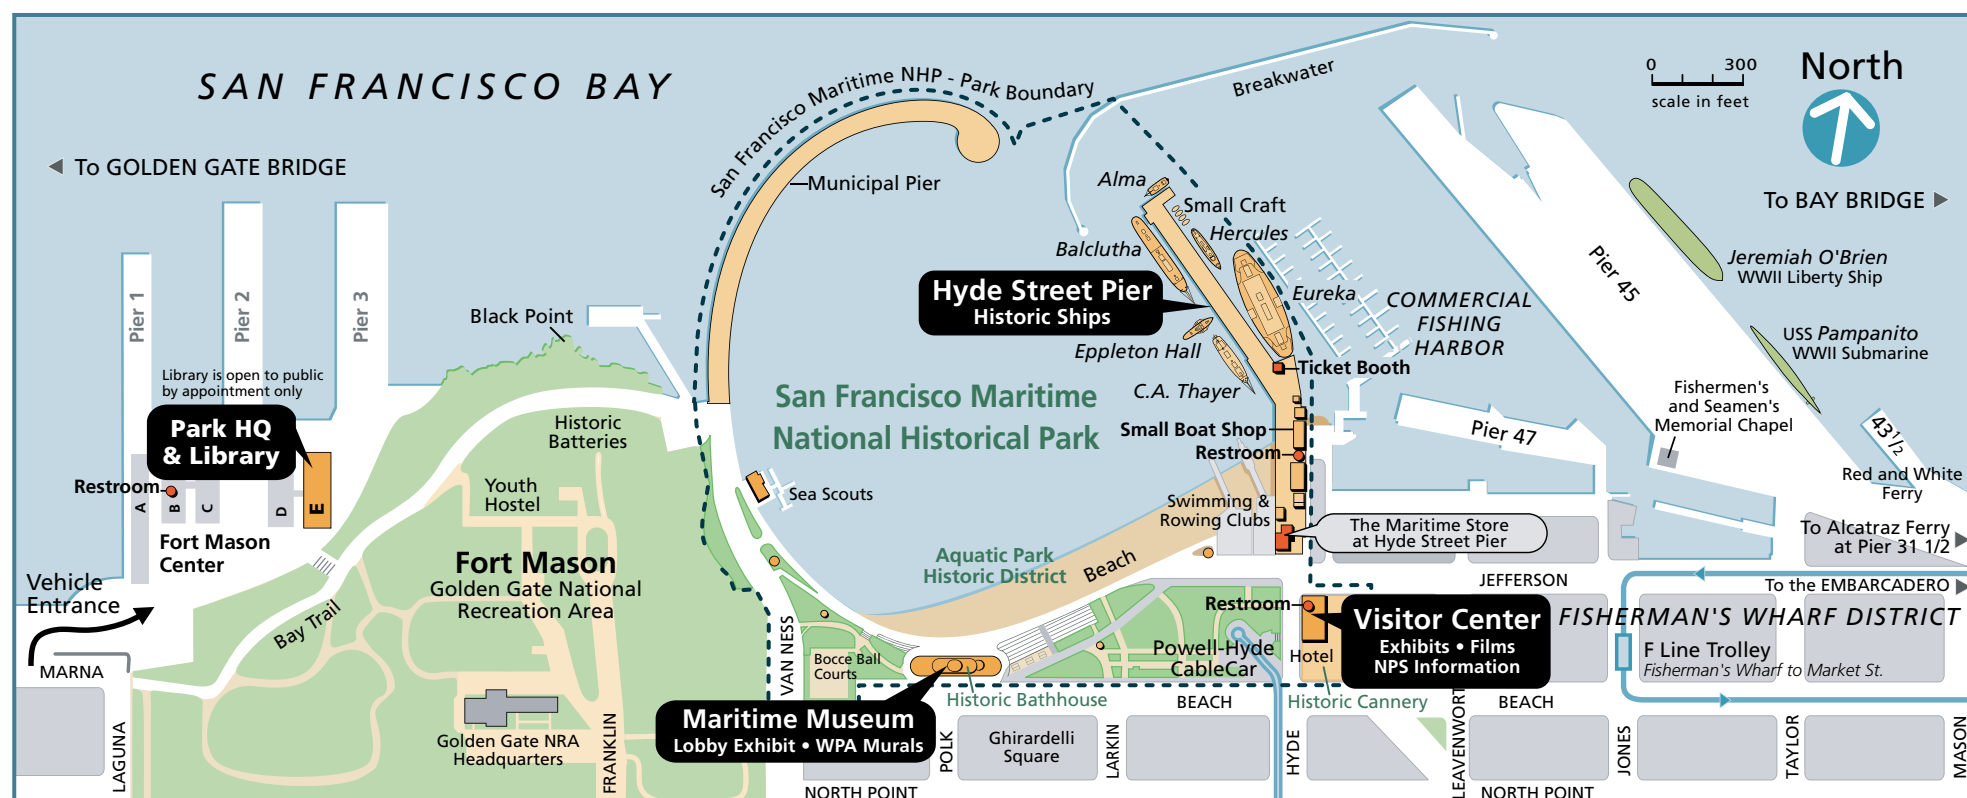 SAN FRANCISCO BAY
San Francisco Maritime NHP - Park Boundary
Breakwater
0 300
scale in feet
North
To GOLDEN GATE BRIDGE
Municipal Pier
Alma
Small Craft
Hercules
Balclutha
To BAY BRIDGE
Jeremiah O'Brien
WWII Liberty Ship
Pier 45
Hyde Street Pier
Historic Ships
Eureka
COMMERCIAL
FISHING
HARBOR
Pier 1
Pier 2
Pier 3
Black Point
Eppleton Hall
USS Pampanito
WWII Submarine
Library is open to public
by appointment only
Ticket Booth
C.A. Thayer
San Francisco Maritime
National Historical Park
Fishermen's
and Seamen's
Memorial Chapel
Park HQ
& Library
Historic
Batteries
Small Boat Shop
Restroom
Pier 47
43 1/2
Red and White
Ferry
Restroom
A
B
C
D
E
Youth
Hostel
Sea Scouts
Swimming &
Rowing Clubs
The Maritime Store
at Hyde Street Pier
To Alcatraz Ferry
at Pier 31 1/2
Fort Mason
Center
Fort Mason
Golden Gate National
Recreation Area
Aquatic Park
Historic District
Beach
JEFFERSON
To the EMBARCADERO
Vehicle
Entrance
Bay Trail
Restroom
Visitor Center
Exhibits • Films
NPS Information
FISHERMAN'S WHARF DISTRICT
F Line Trolley
Fisherman's Wharf to Market St.
MARNA
VAN NESS
Bocce Ball
Courts
Powell-Hyde
CableCar
Hotel
Historic Bathhouse
BEACH
Historic Cannery
BEACH
Maritime Museum
Lobby Exhibit • WPA Murals
Golden Gate NRA
Headquarters
Ghirardelli
Square
LAGUNA
FRANKLIN
POLK
LARKIN
HYDE
LEAVENWORT
JONES
TAYLOR
MASON
NORTH POINT
NORTH POINT